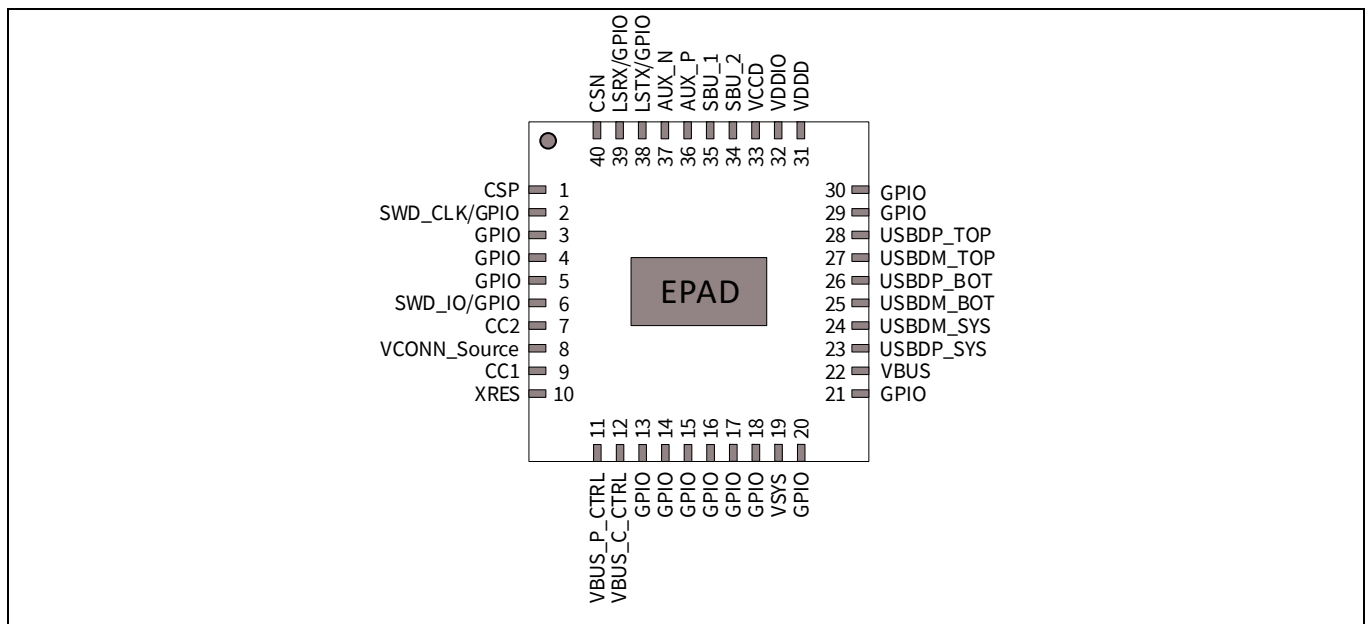 CSN
LSRX/GPIO
LSTX/GPIO
AUX_N
AUX_P
SBU_1
SBU_2
VCCD
VDDIO
VDDD
40
39
38
37
36
35
34
33
32
31
CSP 1
SWD_CLK/GPIO 2
GPIO 3
GPIO 4
GPIO 5
SWD_IO/GPIO 6
CC2 7
VCONN_Source 8
CC1 9
XRES 10
EPAD
30 GPIO
29 GPIO
28 USBDP_TOP
27 USBDM_TOP
26 USBDP_BOT
25 USBDM_BOT
24 USBDM_SYS
23 USBDP_SYS
22 VBUS
21 GPIO
11
12
13
14
15
16
17
18
19
20
VBUS_P_CTRL
VBUS_C_CTRL
GPIO
GPIO
GPIO
GPIO
GPIO
GPIO
VSYS
GPIO